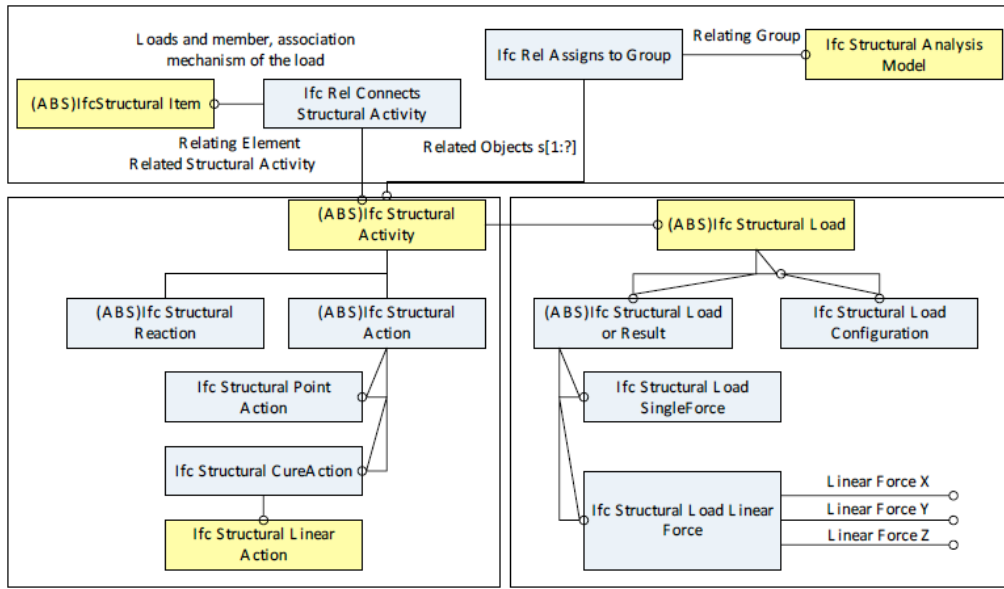 Loads and member, association
mechanism of the load
Ifc Rel Assigns to Group
Relating Group
Ifc Structural Analysis
Model
(ABS)IfcStructural Item
Ifc Rel Connects
Structural Activity
Relating Element
Related Structural Activity
Related Objects s[1:?]
(ABS)Ifc Structural
Activity
(ABS)Ifc Structural Load
(ABS)Ifc Structural
Reaction
(ABS)Ifc Structural
Action
(ABS)Ifc Structural Load
or Result
Ifc Structural Load
Configuration
Ifc Structural Point
Action
Ifc Structural Load
SingleForce
Ifc Structural CureAction
Ifc Structural Linear
Action
Ifc Structural Load Linear
Force
Linear Force X
Linear Force Y
Linear Force Z